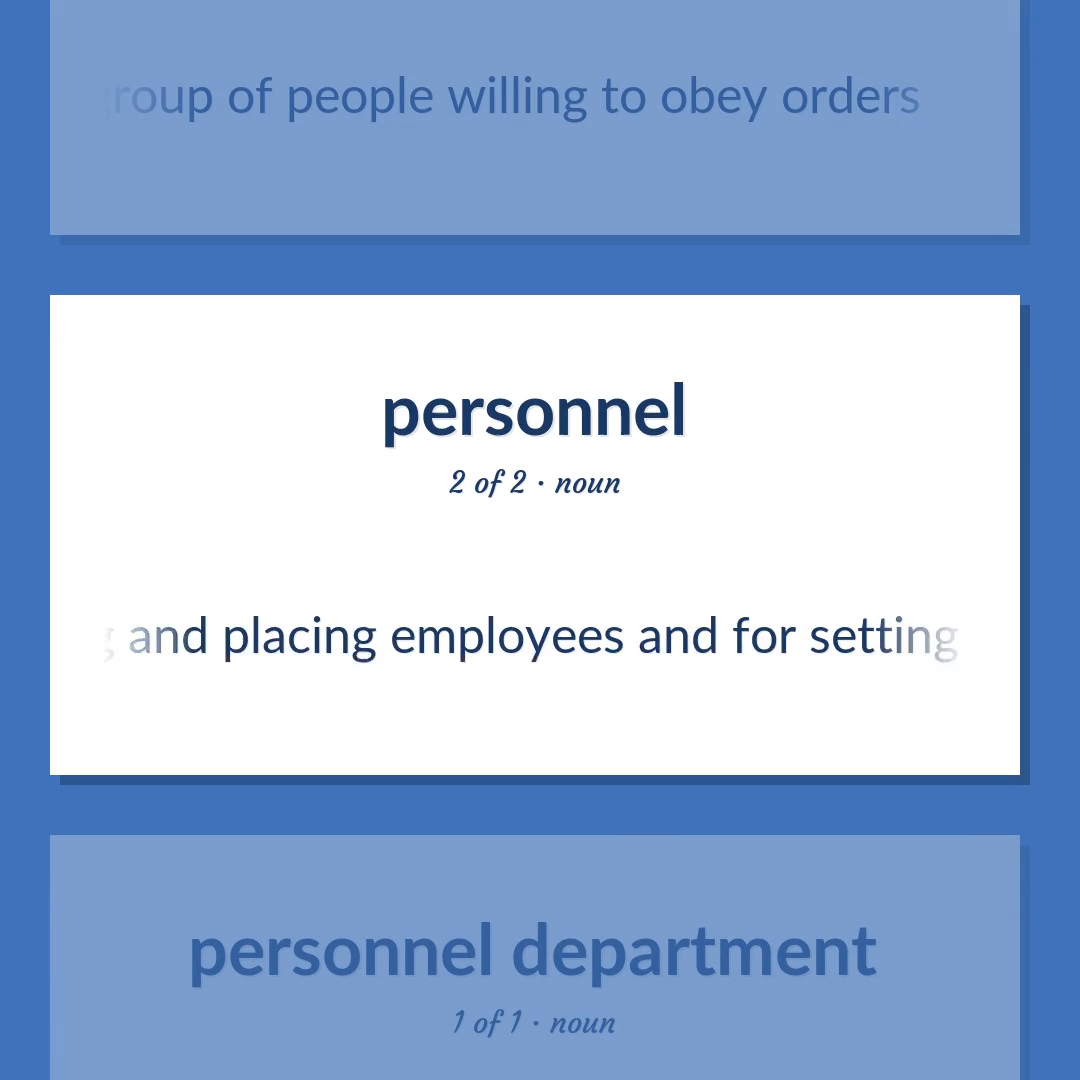 group of people willing to obey orders
personnel
2 of 2 · noun
and placing employees and for setting
personnel department
1 of 1 · noun